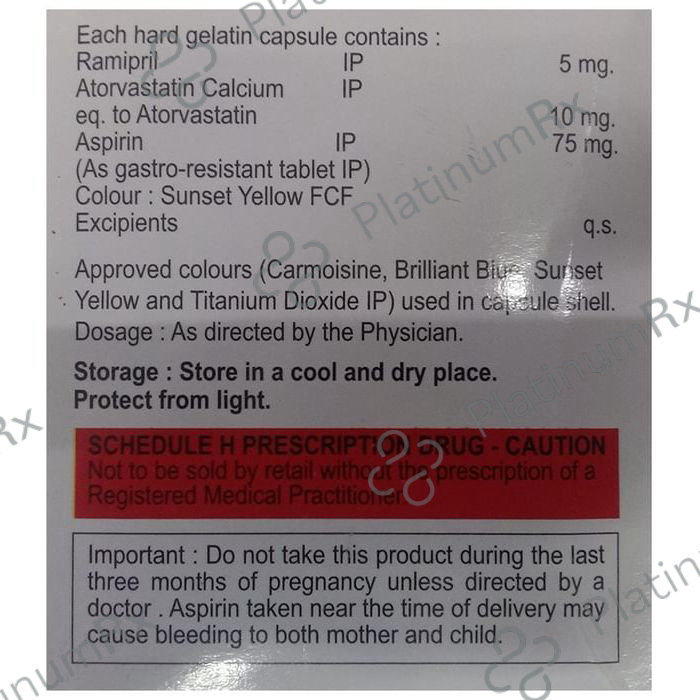 Each hard gelatin capsule contains :
Ramipril IP 5 mg.
Atorvastatin Calcium IP
eq. to Atorvastatin 10 mg.
Aspirin IP 75 mg.
(As gastro-resistant tablet IP)
Colour : Sunset Yellow FCF
Excipients q.s.
Approved colours (Carmoisine, Brilliant Blue, Sunset
Yellow and Titanium Dioxide IP) used in capsule shell.
Dosage : As directed by the Physician.
Storage : Store in a cool and dry place.
Protect from light.
SCHEDULE H PRESCRIPTION DRUG - CAUTION
Not to be sold by retail without the prescription of a
Registered Medical Practitioner.
Important : Do not take this product during the last
three months of pregnancy unless directed by a
doctor . Aspirin taken near the time of delivery may
cause bleeding to both mother and child.
PlatinumRx